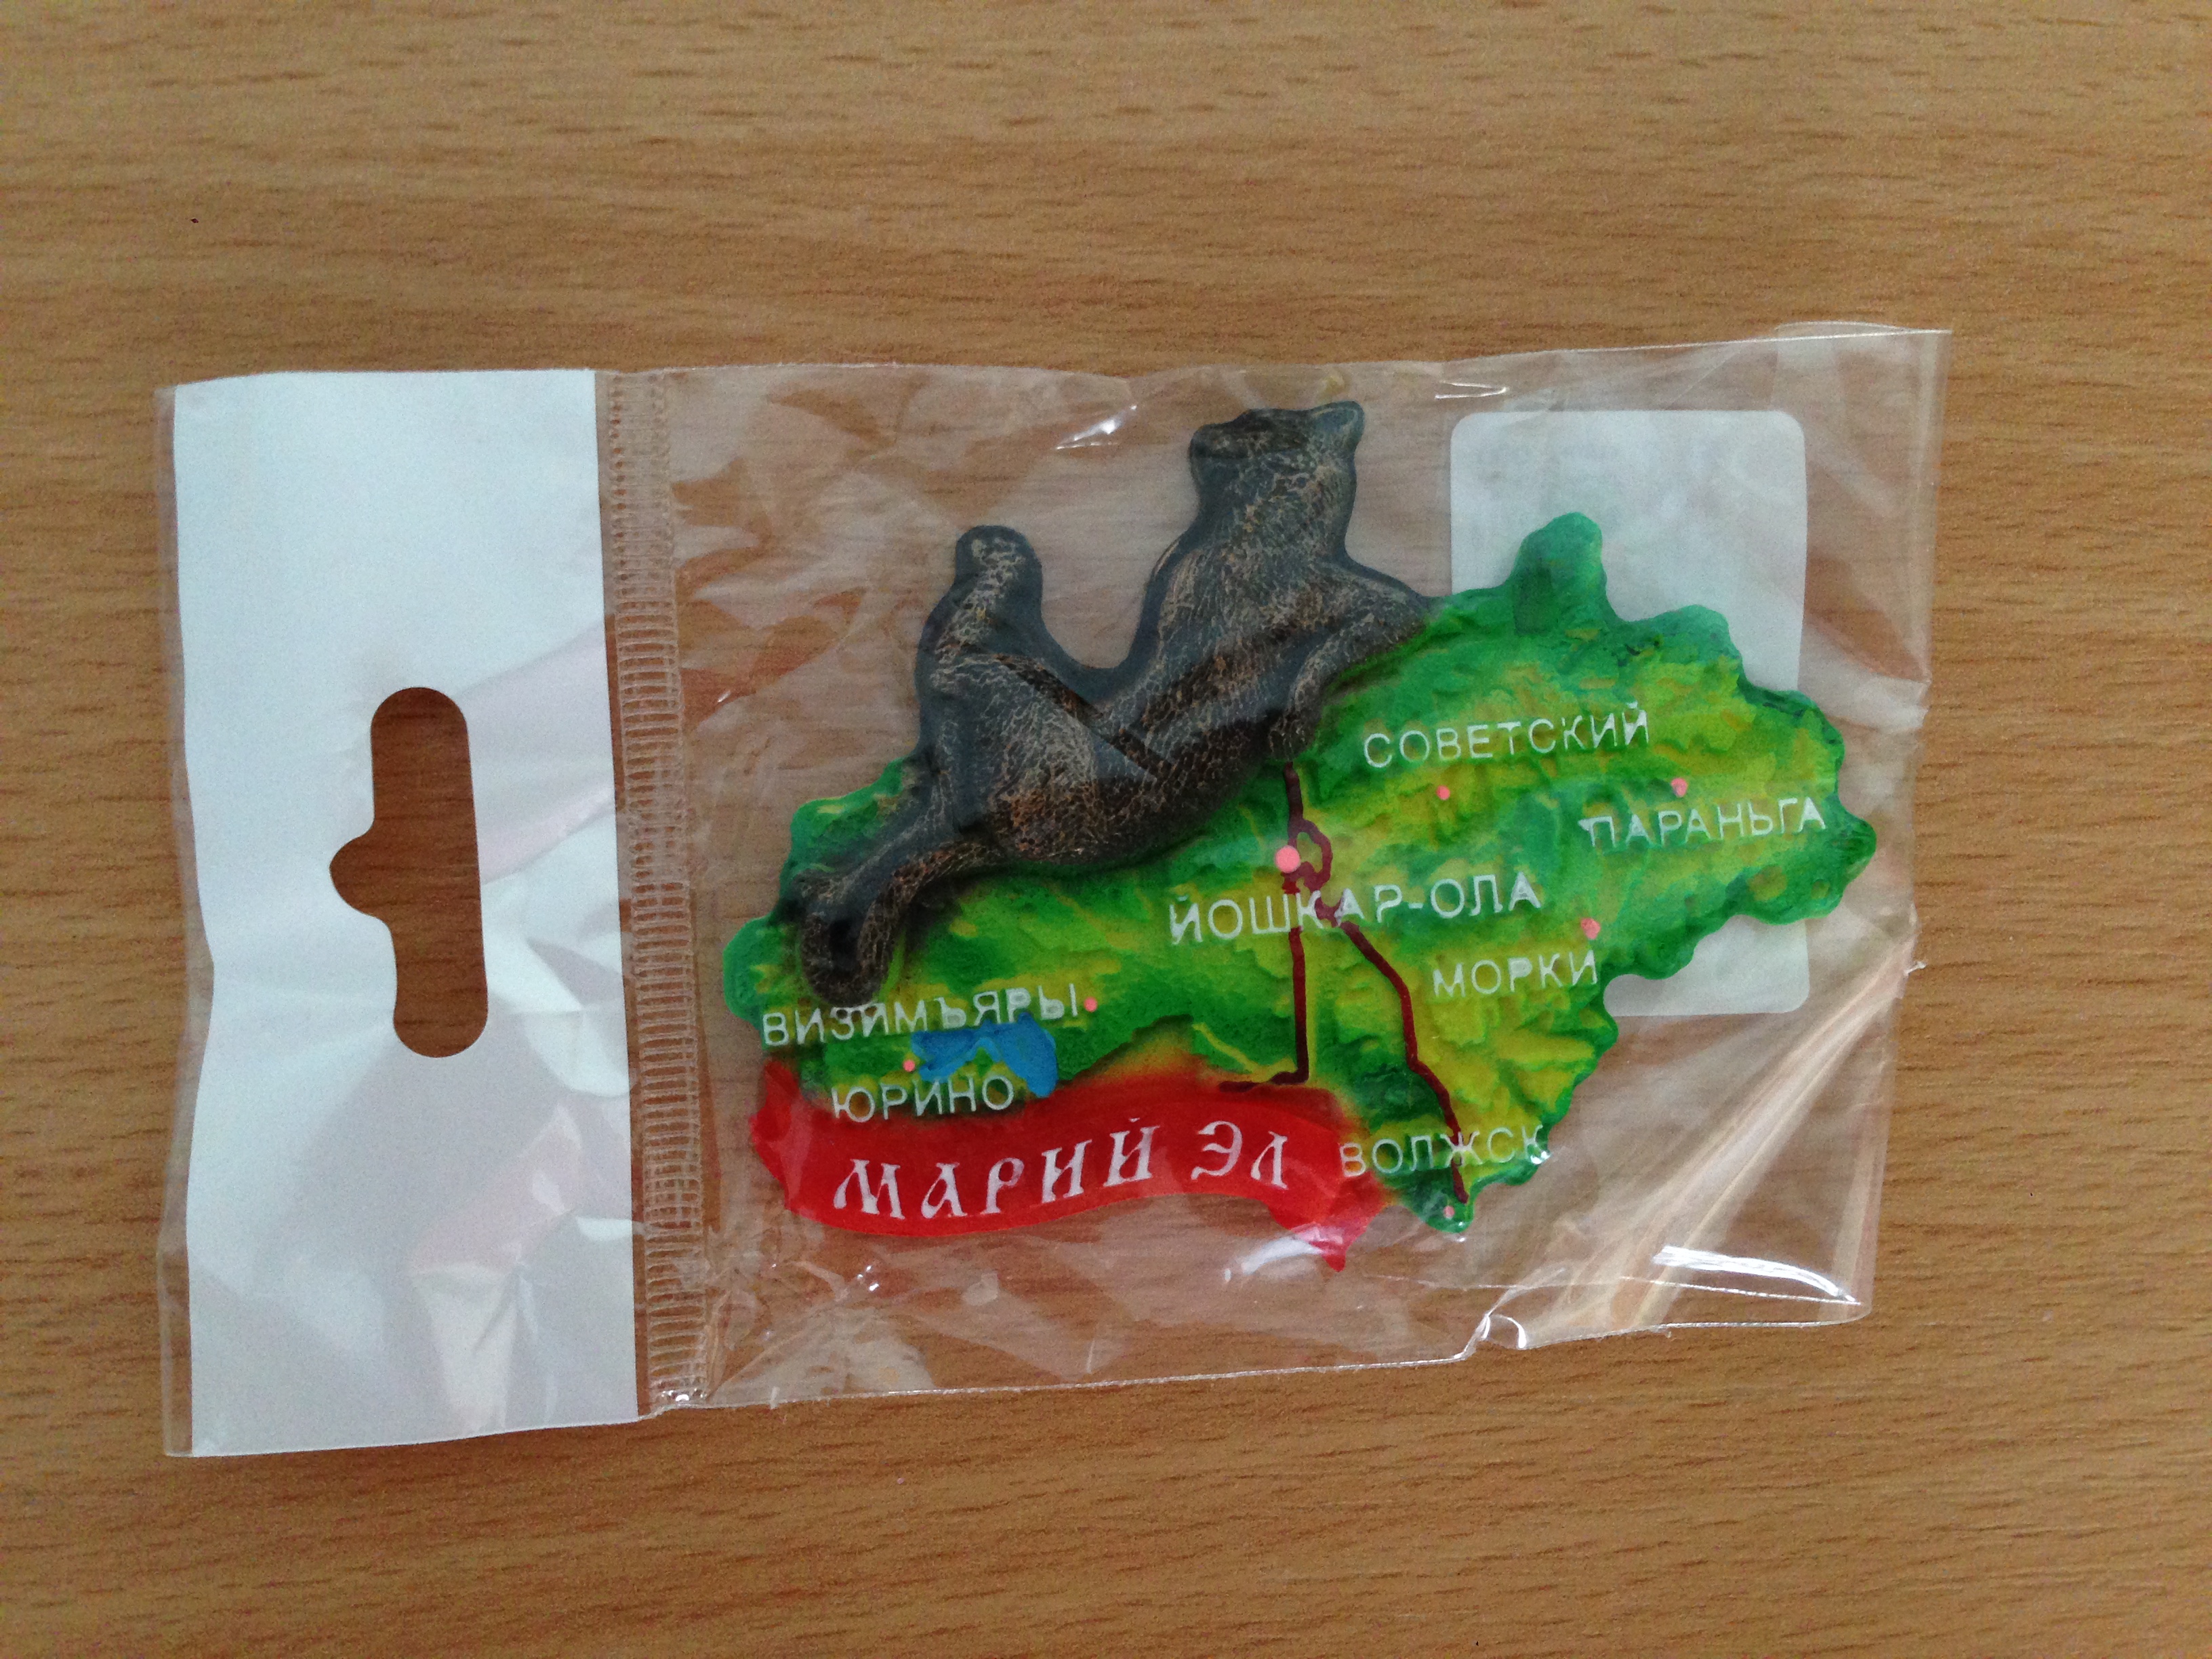 СОВЕТСКИЙ
ПАРАНЬГА
ЙОШКАР-ОЛА
МОРКИ
ВИЗИМЪЯРЫ
ЮРИНО
МАРИЙ ЭЛ
ВОЛЖСК